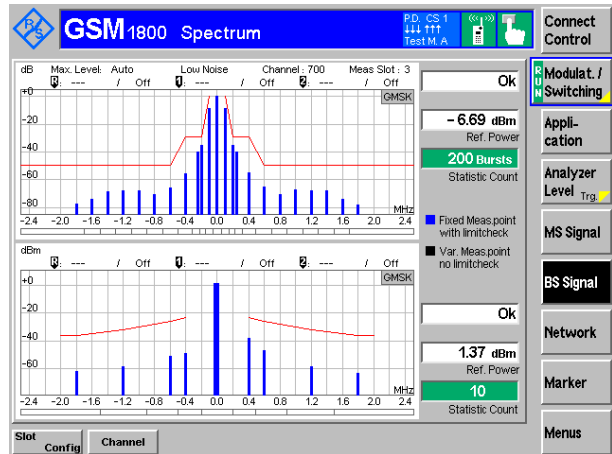 R/S
GSM1800 Spectrum
P.D. CS 1
Test M. A
Connect Control
dB Max. Level: Auto Low Noise Channel : 700 Meas Slot : 3
R: --- / Off 1: --- / Off 2: --- / Off
GMSK
+0
-20
-40
-60
-80
MHz
-2.4 -2.0 -1.6 -1.2 -0.8 -0.4 0.0 0.4 0.8 1.2 1.6 2.0 2.4
Ok
- 6.69 dBm
Ref. Power
200 Bursts
Statistic Count
Fixed Meas.point
with limitcheck
Var. Meas.point
no limitcheck
dBm
R: --- / Off 1: --- / Off 2: --- / Off
GMSK
+0
-20
-40
-60
MHz
-2.4 -2.0 -1.6 -1.2 -0.8 -0.4 0.0 0.4 0.8 1.2 1.6 2.0 2.4
Ok
1.37 dBm
Ref. Power
10
Statistic Count
RUN
Modulat. /
Switching
Appli-
cation
Analyzer
Level Trg.
MS Signal
BS Signal
Network
Marker
Menus
Slot
Config
Channel